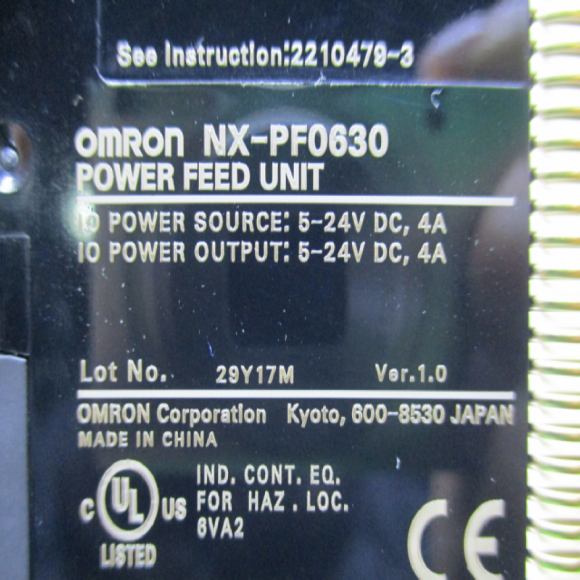 See Instruction:2210479-3
omron NX-PF0630
POWER FEED UNIT
IO POWER SOURCE: 5-24V DC, 4A
IO POWER OUTPUT: 5-24V DC, 4A
Lot No. 29Y17M Ver.1.0
OMRON Corporation Kyoto, 600-8530 JAPAN
MADE IN CHINA
IND. CONT. EQ.
C UL US FOR HAZ. LOC.
6VA2
LISTED
CE